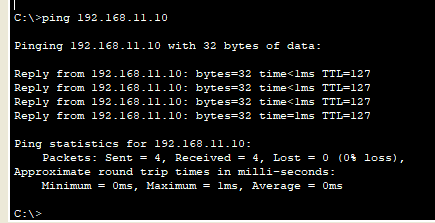 C:\>ping 192.168.11.10
Pinging 192.168.11.10 with 32 bytes of data:
Reply from 192.168.11.10: bytes=32 time<1ms TTL=127
Reply from 192.168.11.10: bytes=32 time<1ms TTL=127
Reply from 192.168.11.10: bytes=32 time<1ms TTL=127
Reply from 192.168.11.10: bytes=32 time=1ms TTL=127
Ping statistics for 192.168.11.10:
Packets: Sent = 4, Received = 4, Lost = 0 (0% loss),
Approximate round trip times in milli-seconds:
Minimum = 0ms, Maximum = 1ms, Average = 0ms
C:\>